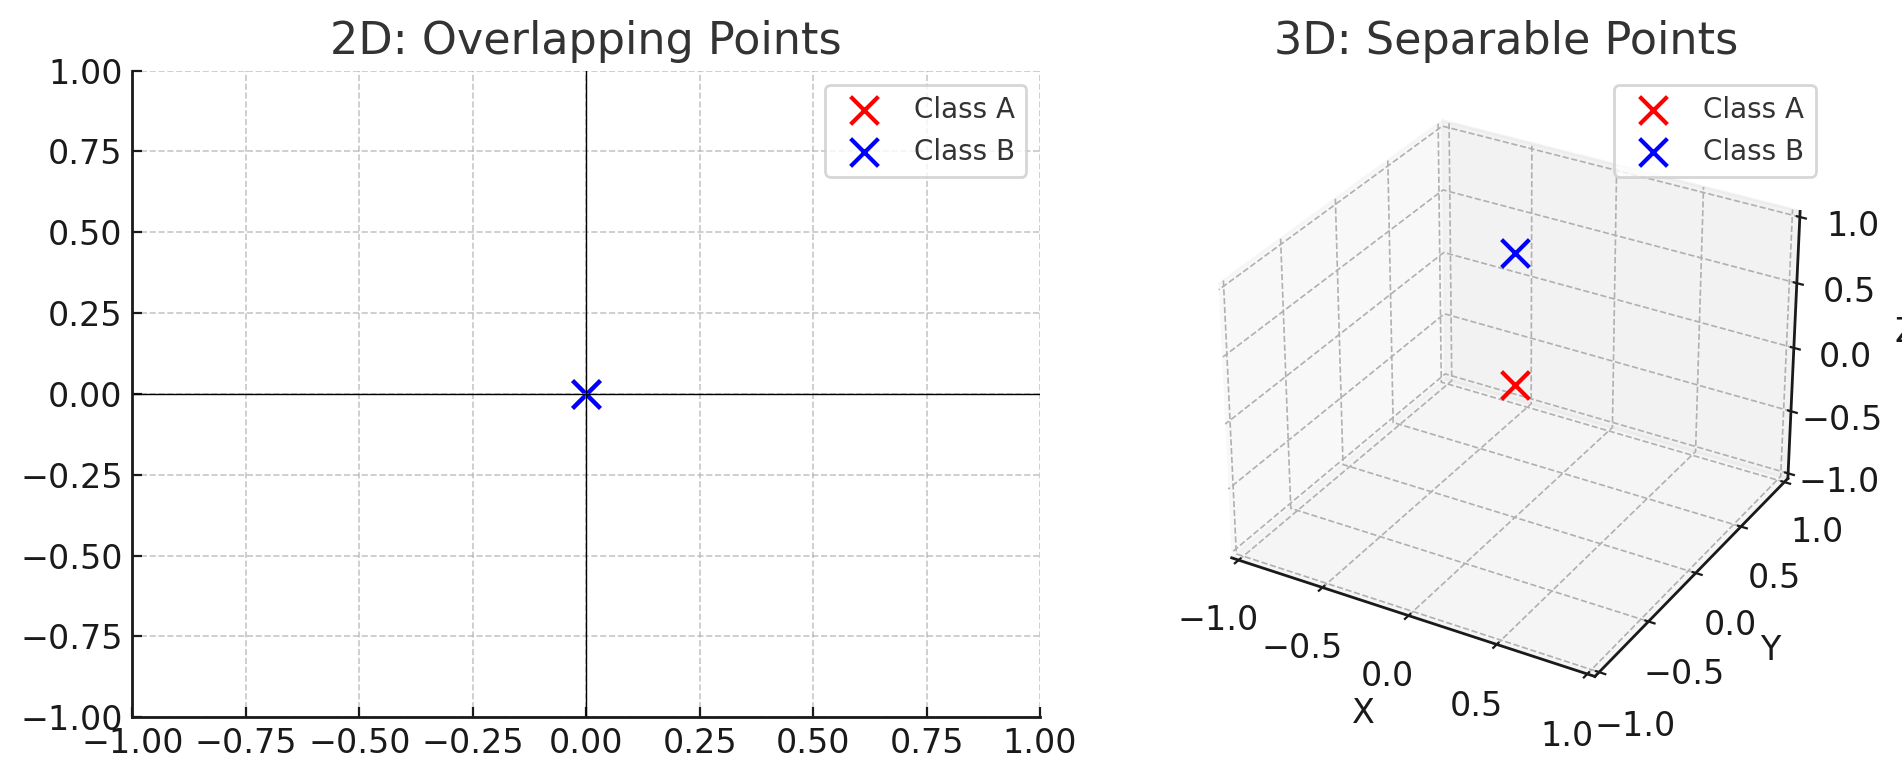 2D: Overlapping Points
Class A
Class B
1.00
0.75
0.50
0.25
0.00
−0.25
−0.50
−0.75
−1.00
−1.00 −0.75 −0.50 −0.25 0.00 0.25 0.50 0.75 1.00
3D: Separable Points
Class A
Class B
1.0
0.5
0.0
−0.5
−1.0
1.0
0.5
0.0
−0.5
−1.0
Y
−1.0
−0.5
0.0
0.5
1.0
X